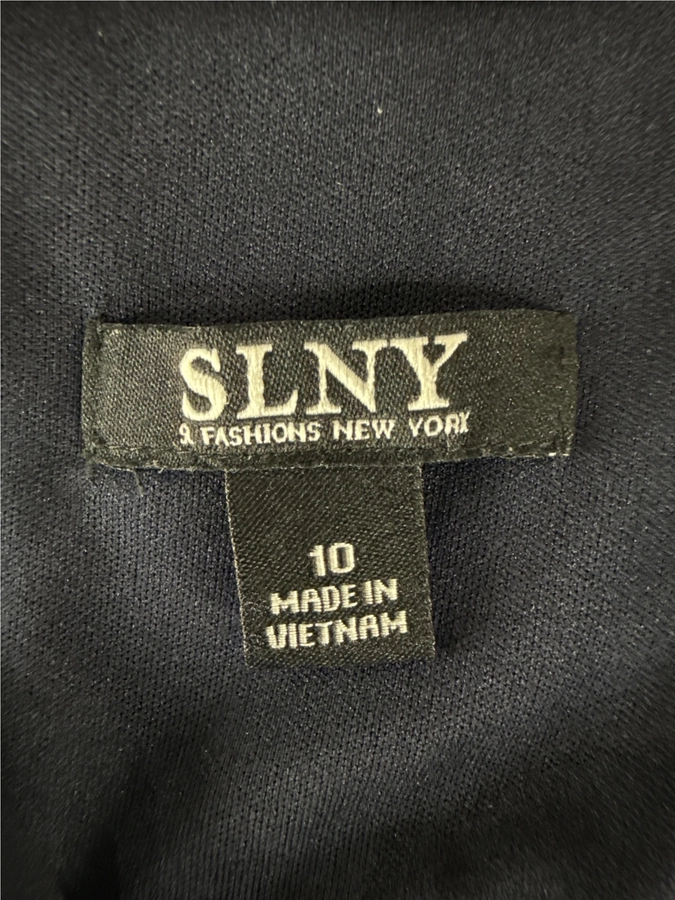 SLNY
FASHIONS NEW YORK
10
MADE IN
VIETNAM